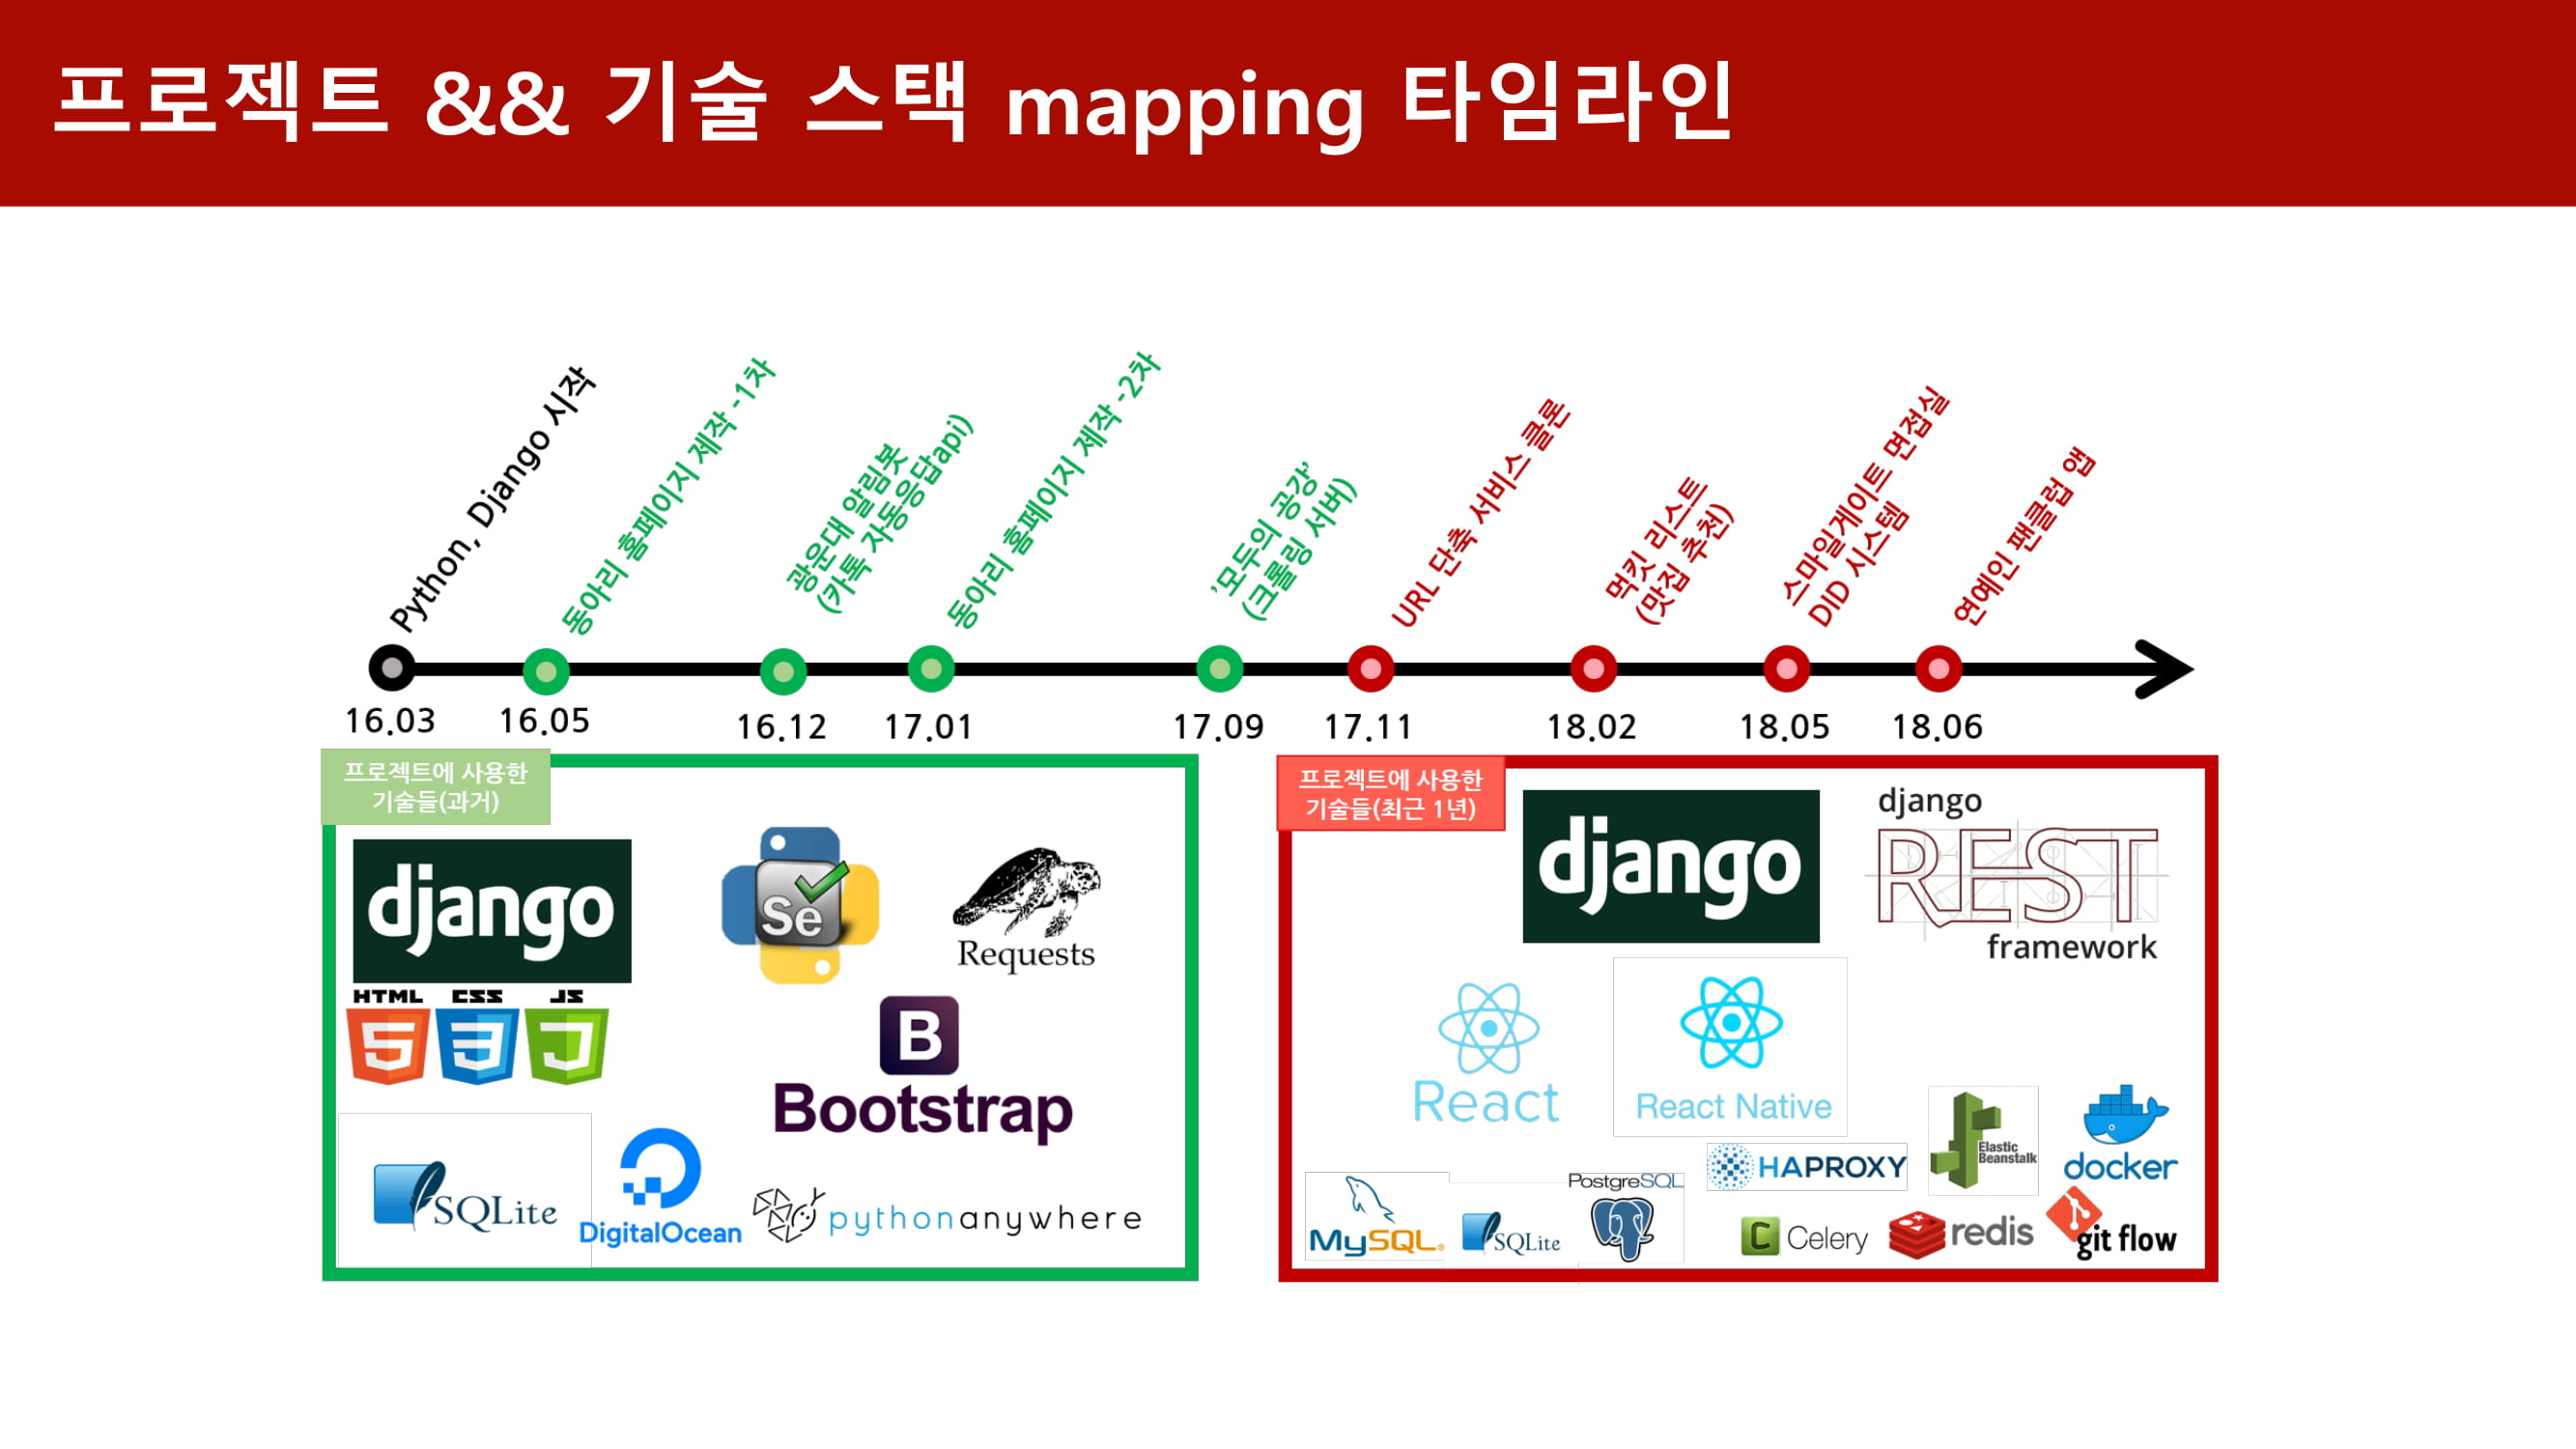 프로젝트 && 기술 스택 mapping 타임라인
Python, Django 시작
동아리 홈페이지 제작 -1차
광운대 알림봇
(카톡 자동응답api)
동아리 홈페이지 제작 -2차
'모두의 공강'
(크롤링 서버)
URL 단축 서비스 클론
먹킷 리스트
(맛집 추천)
스마일게이트 면접실
DID 시스템
연예인 팬클럽 앱
16.03
16.05
16.12
17.01
17.09
17.11
18.02
18.05
18.06
프로젝트에 사용한
기술들(과거)
django
Se
Requests
HTML CSS JS
5 3 J
B
Bootstrap
SQLite
DigitalOcean
pythonanywhere
프로젝트에 사용한
기술들(최근 1년)
django
django
REST
framework
React
React Native
Elastic
Beanstalk
docker
HAPROXY
MySQL
SQLite
PostgreSQL
C Celery
redis
git flow